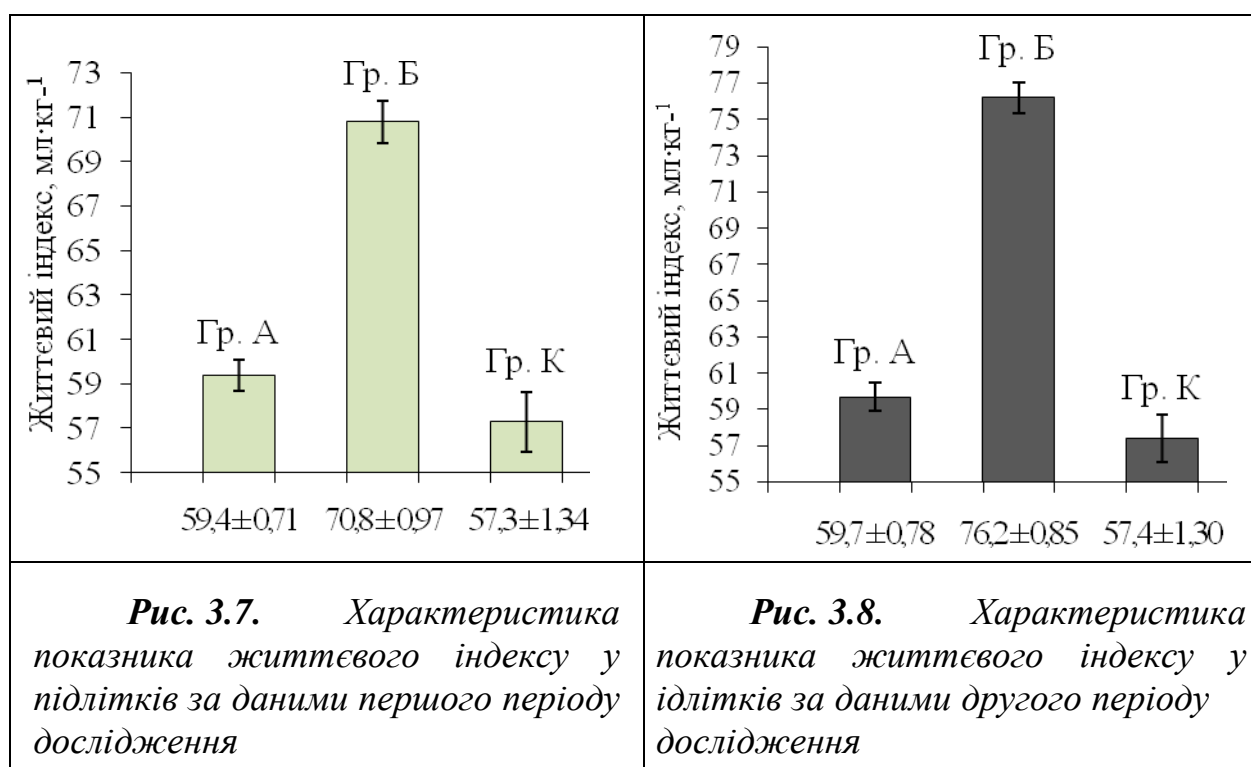 Життєвий індекс, мл·кг-1
73
71
69
67
65
63
61
59
57
55
Гр. А
Гр. Б
Гр. К
59,4±0,71 70,8±0,97 57,3±1,34
Рис. 3.7. Характеристика
показника життєвого індексу у
підлітків за даними першого періоду
дослідження
Життєвий індекс, мл·кг-1
79
77
75
73
71
69
67
65
63
61
59
57
55
Гр. А
Гр. Б
Гр. К
59,7±0,78 76,2±0,85 57,4±1,30
Рис. 3.8. Характеристика
показника життєвого індексу у
ідлітків за даними другого періоду
дослідження